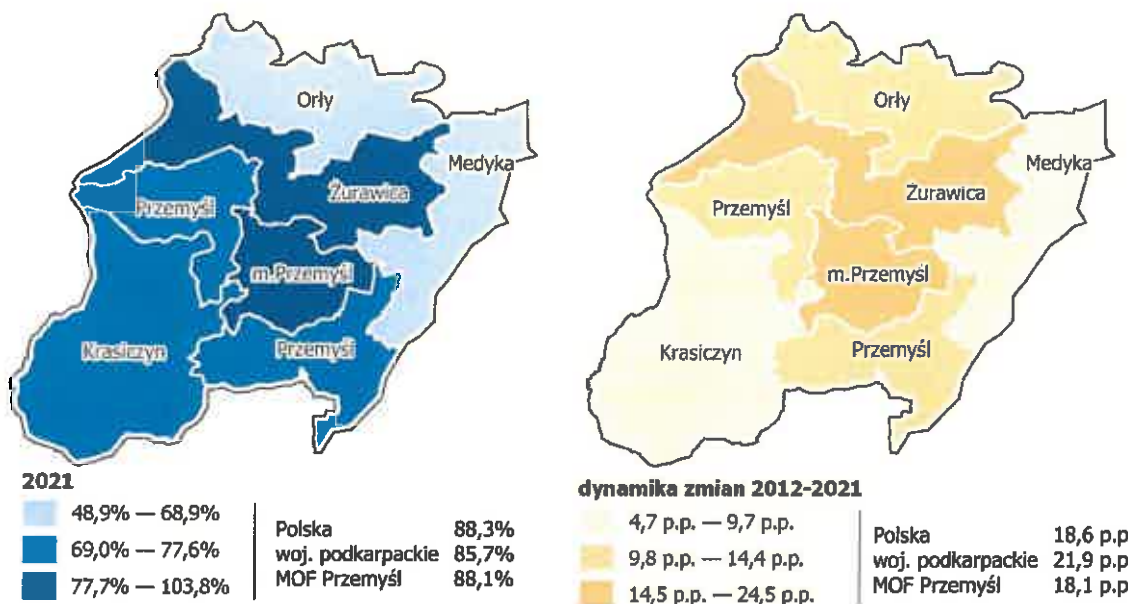 Orły
Medyka
Żurawica
Przemyśl
m.Przemyśl
Krasiczyn
Przemyśl
2021
48,9% — 68,9%
69,0% — 77,6%
77,7% — 103,8%
Polska 88,3%
woj. podkarpackie 85,7%
MOF Przemyśl 88,1%
Orły
Medyka
Żurawica
Przemyśl
m.Przemyśl
Krasiczyn
Przemyśl
dynamika zmian 2012-2021
4,7 p.p. — 9,7 p.p.
9,8 p.p. — 14,4 p.p.
14,5 p.p. — 24,5 p.p.
Polska 18,6 p.p
woj. podkarpackie 21,9 p.p
MOF Przemyśl 18,1 p.p